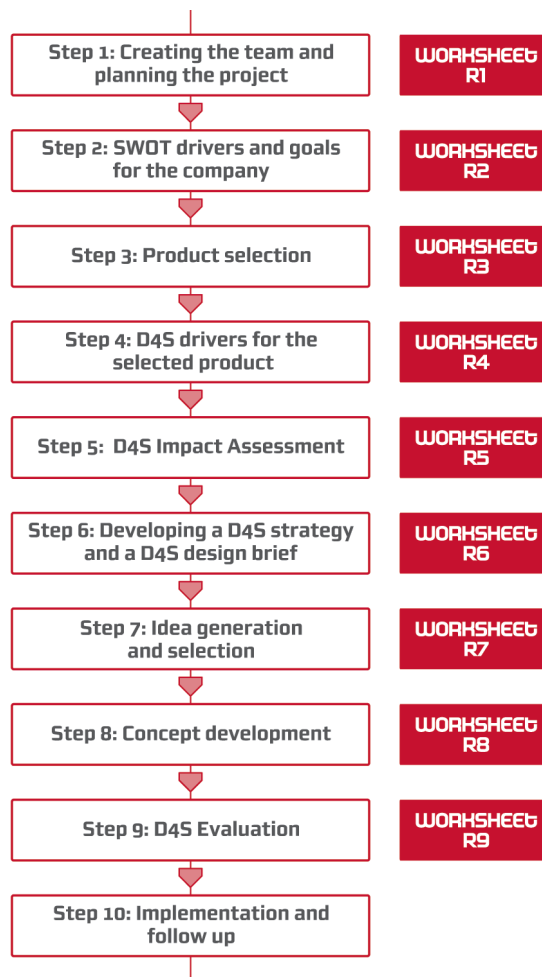 Step 1: Creating the team and
planning the project
WORKSHEET
R1
Step 2: SWOT drivers and goals
for the company
WORKSHEET
R2
Step 3: Product selection
WORKSHEET
R3
Step 4: D4S drivers for the
selected product
WORKSHEET
R4
Step 5: D4S Impact Assessment
WORKSHEET
R5
Step 6: Developing a D4S strategy
and a D4S design brief
WORKSHEET
R6
Step 7: Idea generation
and selection
WORKSHEET
R7
Step 8: Concept development
WORKSHEET
R8
Step 9: D4S Evaluation
WORKSHEET
R9
Step 10: Implementation and
follow up